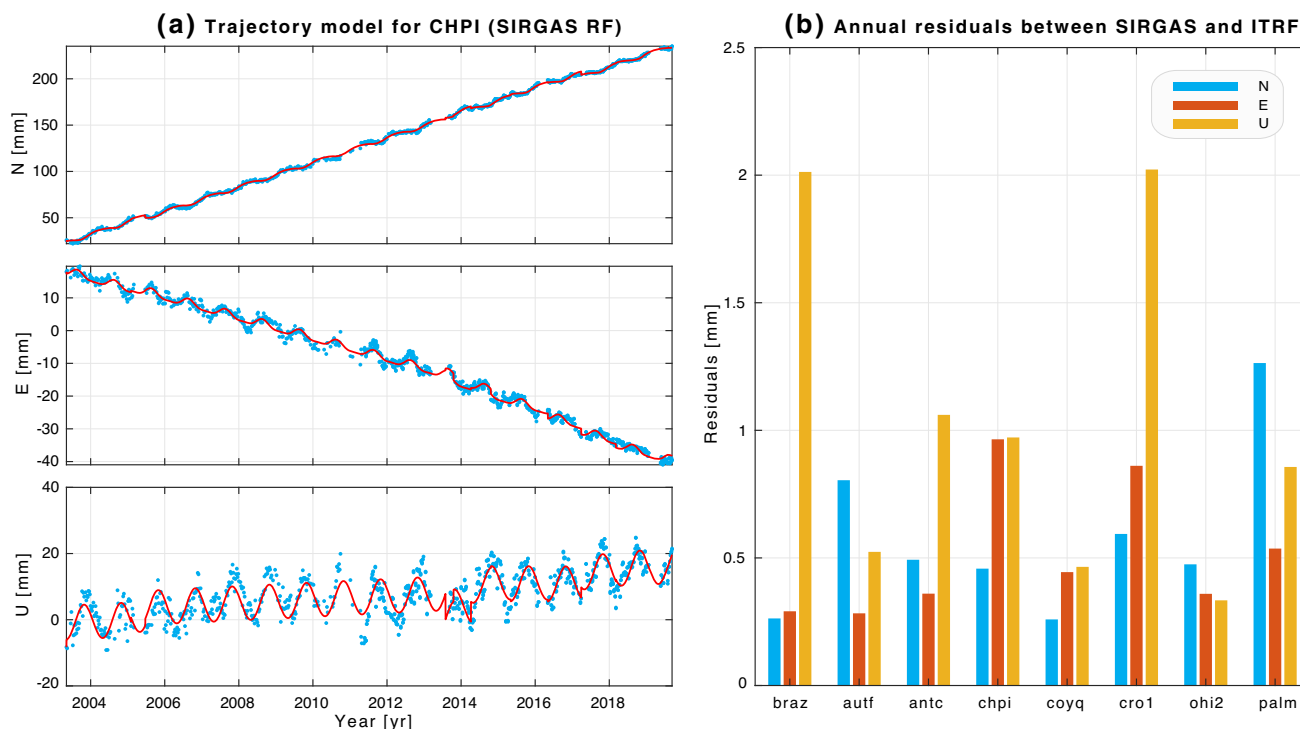 (a) Trajectory model for CHPI (SIRGAS RF)
N [mm]
200
150
100
50
E [mm]
10
0
-10
-20
-30
-40
U [mm]
40
20
0
-20
2004 2006 2008 2010 2012 2014 2016 2018
Year [yr]
(b) Annual residuals between SIRGAS and ITRF
Residuals [mm]
2.5
2
1.5
1
0.5
0
N
E
U
braz autf antc chpi coyq cro1 ohi2 palm